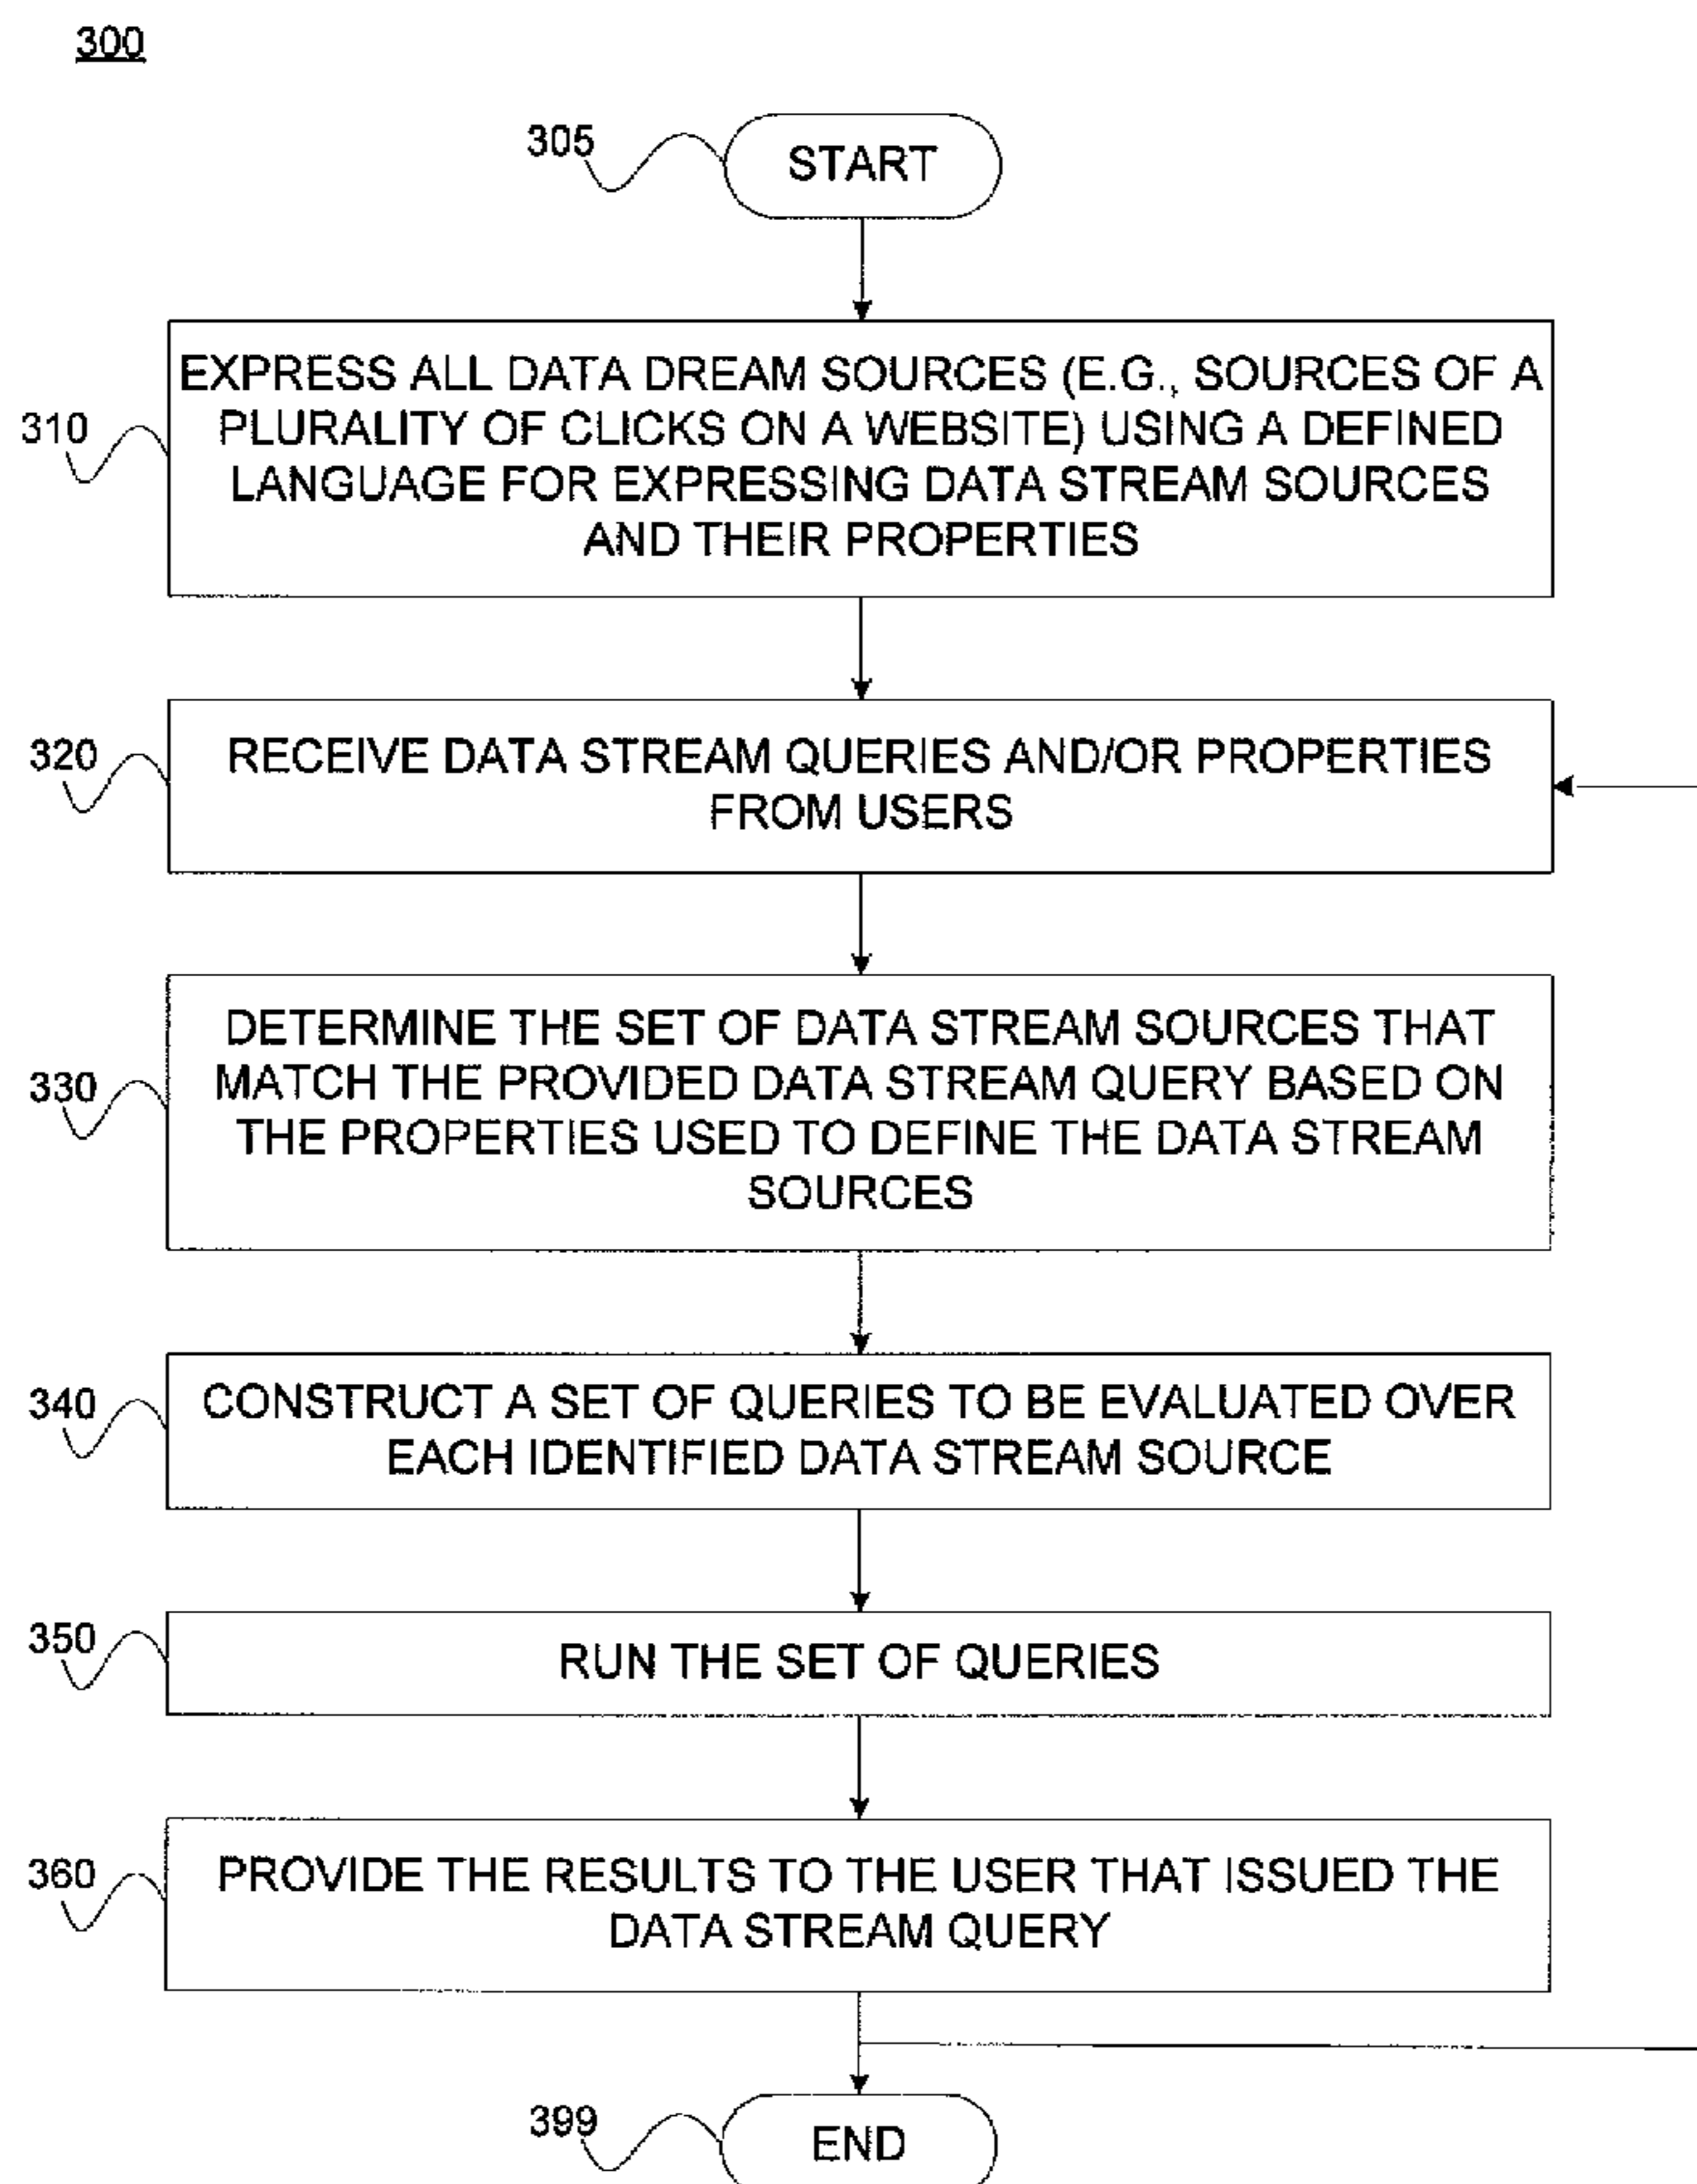 300
305
START
310
EXPRESS ALL DATA DREAM SOURCES (E.G., SOURCES OF A
PLURALITY OF CLICKS ON A WEBSITE) USING A DEFINED
LANGUAGE FOR EXPRESSING DATA STREAM SOURCES
AND THEIR PROPERTIES
320
RECEIVE DATA STREAM QUERIES AND/OR PROPERTIES
FROM USERS
330
DETERMINE THE SET OF DATA STREAM SOURCES THAT
MATCH THE PROVIDED DATA STREAM QUERY BASED ON
THE PROPERTIES USED TO DEFINE THE DATA STREAM
SOURCES
340
CONSTRUCT A SET OF QUERIES TO BE EVALUATED OVER
EACH IDENTIFIED DATA STREAM SOURCE
350
RUN THE SET OF QUERIES
360
PROVIDE THE RESULTS TO THE USER THAT ISSUED THE
DATA STREAM QUERY
399
END